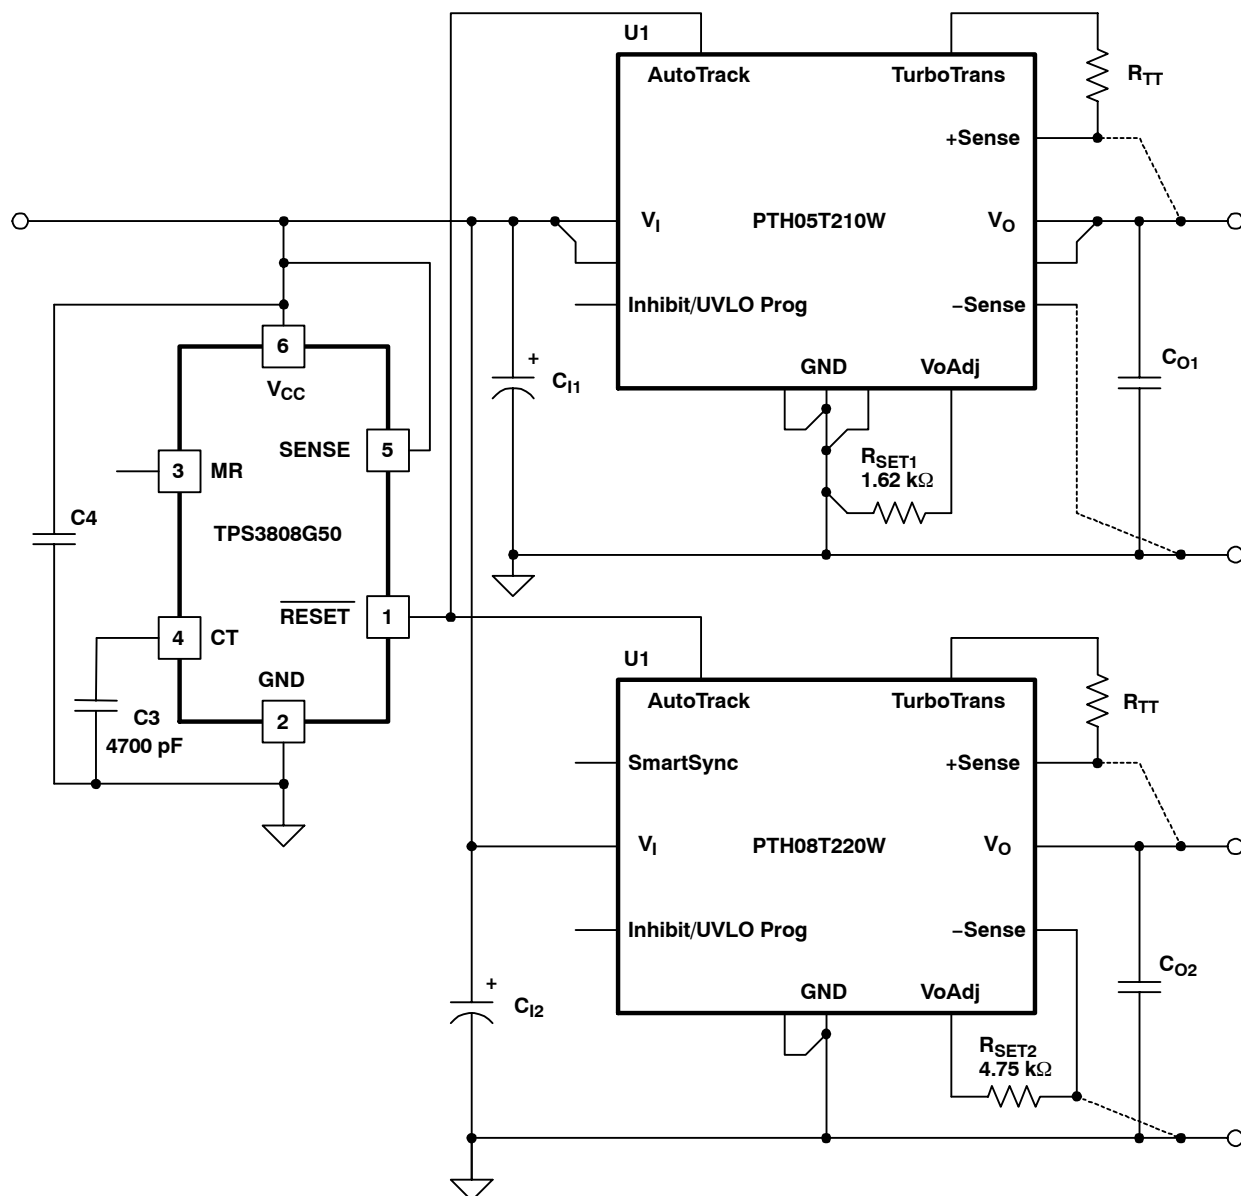 U1
AutoTrack
TurboTrans
R_TT
+Sense
V_I
PTH05T210W
V_O
Inhibit/UVLO Prog
−Sense
6
V_CC
+
C_I1
GND
VoAdj
C_O1
SENSE
5
3
MR
R_SET1
1.62 kΩ
C4
TPS3808G50
RESET
1
4
CT
GND
C3
4700 pF
2
U1
AutoTrack
TurboTrans
R_TT
SmartSync
+Sense
V_I
PTH08T220W
V_O
Inhibit/UVLO Prog
−Sense
+
C_I2
GND
VoAdj
C_O2
R_SET2
4.75 kΩ